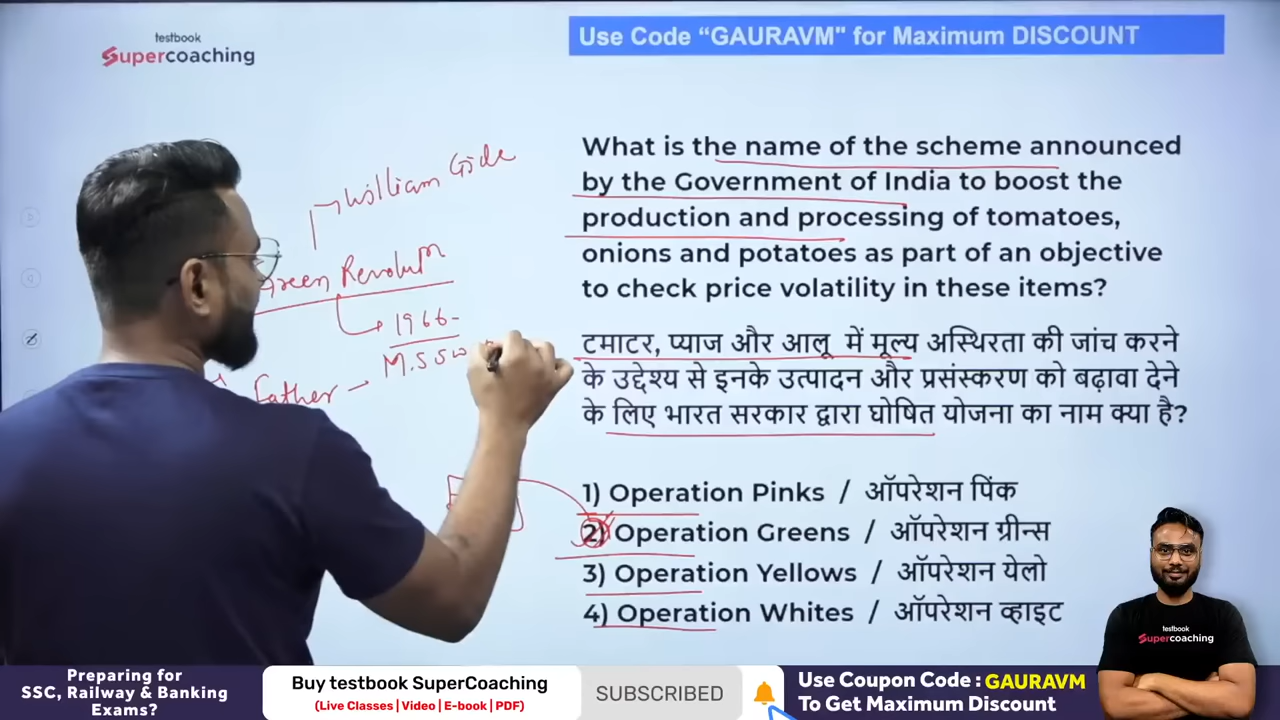 testbook
Supercoaching
Use Code “GAURAVM" for Maximum DISCOUNT
William Gide
Green Revolution
1966-
M.S Sw
Father -
What is the name of the scheme announced
by the Government of India to boost the
production and processing of tomatoes,
onions and potatoes as part of an objective
to check price volatility in these items?
टमाटर, प्याज और आलू में मूल्य अस्थिरता की जांच करने
के उद्देश्य से इनके उत्पादन और प्रसंस्करण को बढ़ावा देने
के लिए भारत सरकार द्वारा घोषित योजना का नाम क्या है?
1) Operation Pinks / ऑपरेशन पिंक
2) Operation Greens / ऑपरेशन ग्रीन्स
3) Operation Yellows / ऑपरेशन येलो
4) Operation Whites / ऑपरेशन व्हाइट
testbook
Supercoaching
Preparing for
SSC, Railway & Banking
Exams?
Buy testbook SuperCoaching
(Live Classes | Video | E-book | PDF)
SUBSCRIBED
Use Coupon Code : GAURAVM
To Get Maximum Discount